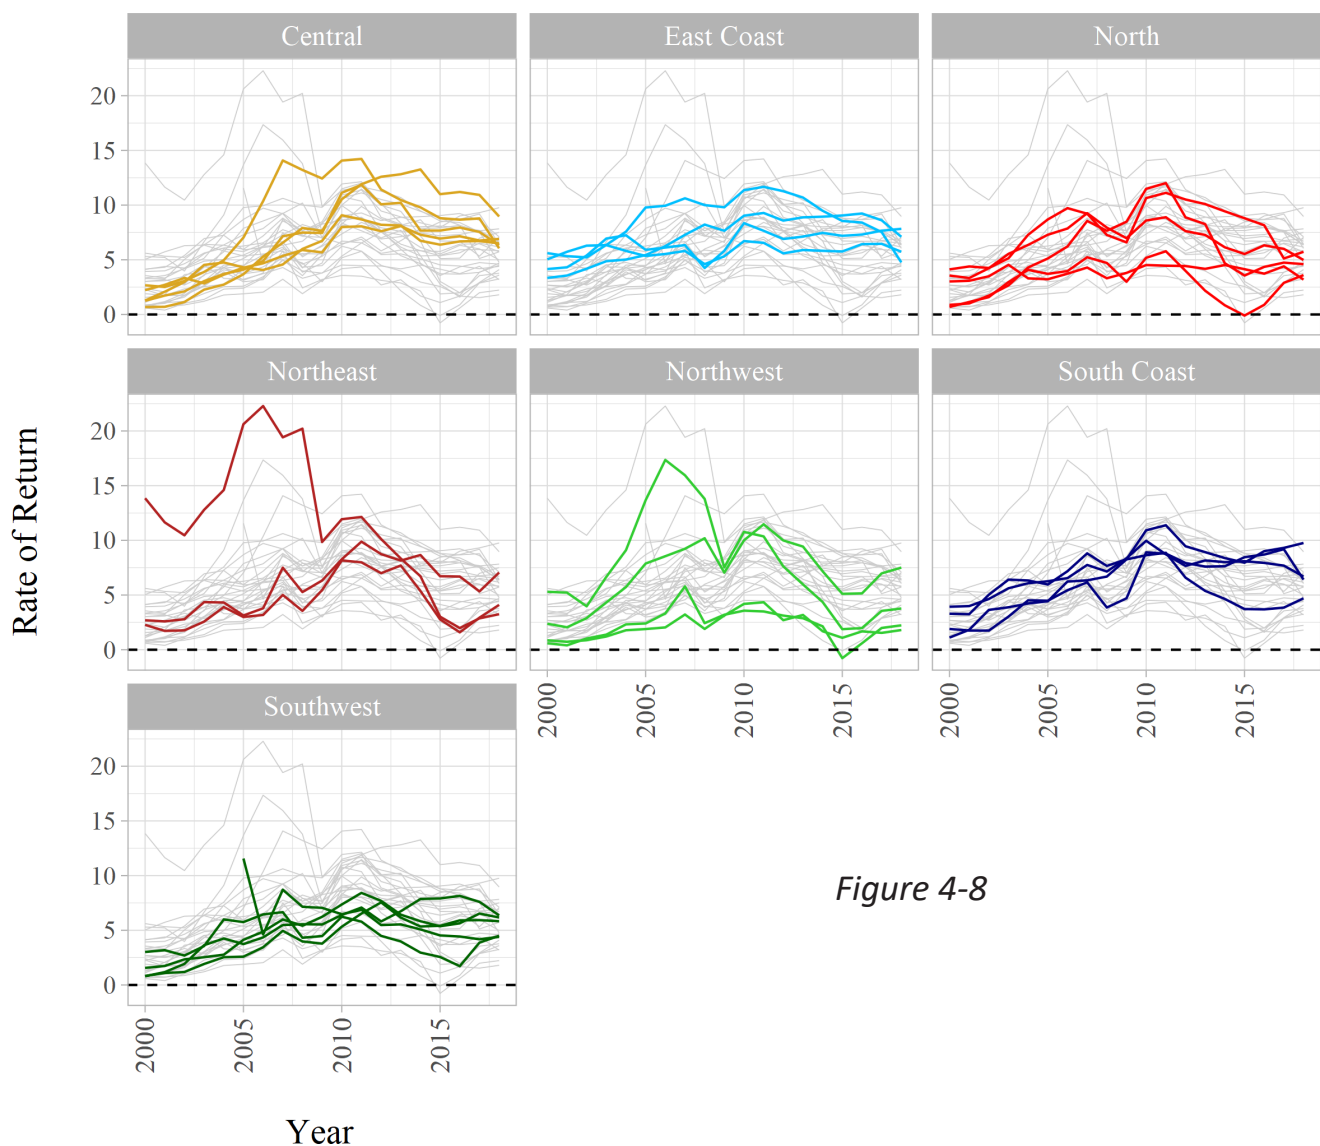 Central East Coast North
20
15
10
5
0
Northeast Northwest South Coast
20
15
10
5
0
2000 2005 2010 2015 2000 2005 2010 2015
Southwest
20
15
10
5
0
2000 2005 2010 2015
Rate of Return
Year
Figure 4-8